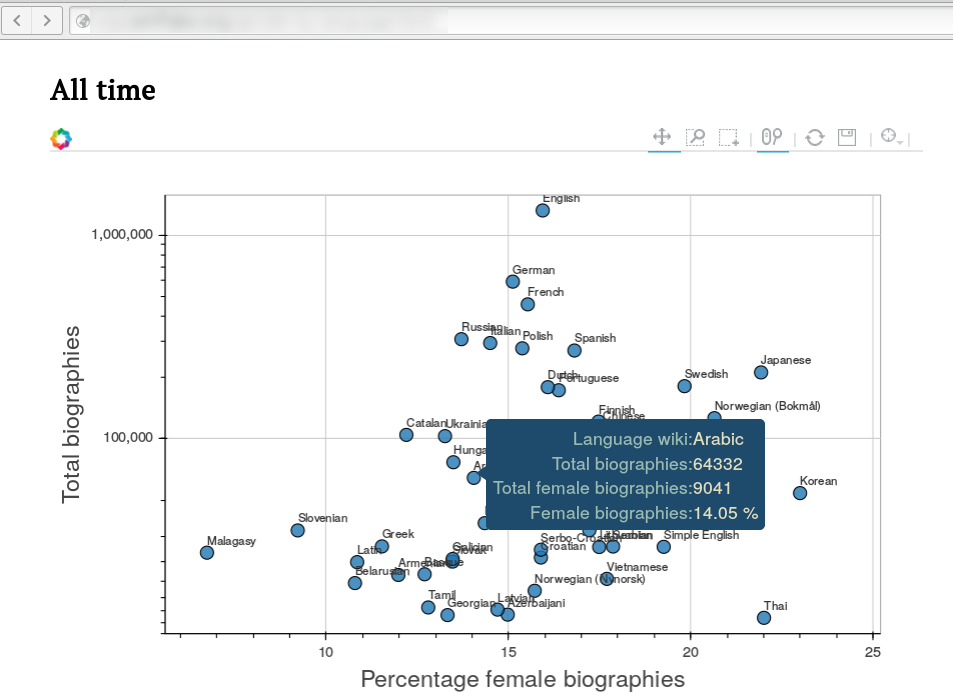 All time
English
1,000,000
German
French
Russian
Italian
Polish
Spanish
Japanese
Dutch
Portuguese
Swedish
Norwegian (Bokmål)
Finnish
Chinese
Catalan
100,000
Language wiki:Arabic
Total biographies:64332
Total female biographies:9041
Female biographies:14.05 %
Korean
Slovenian
Malagasy
Greek
Serbo-Croatian
Serbian
Simple English
Latin
Galician
Slovak
Croatian
Belarusian
Armenian
Basque
Vietnamese
Norwegian (Nynorsk)
Tamil
Georgian
Latvian
Azerbaijani
Thai
10
15
20
25
Total biographies
Percentage female biographies